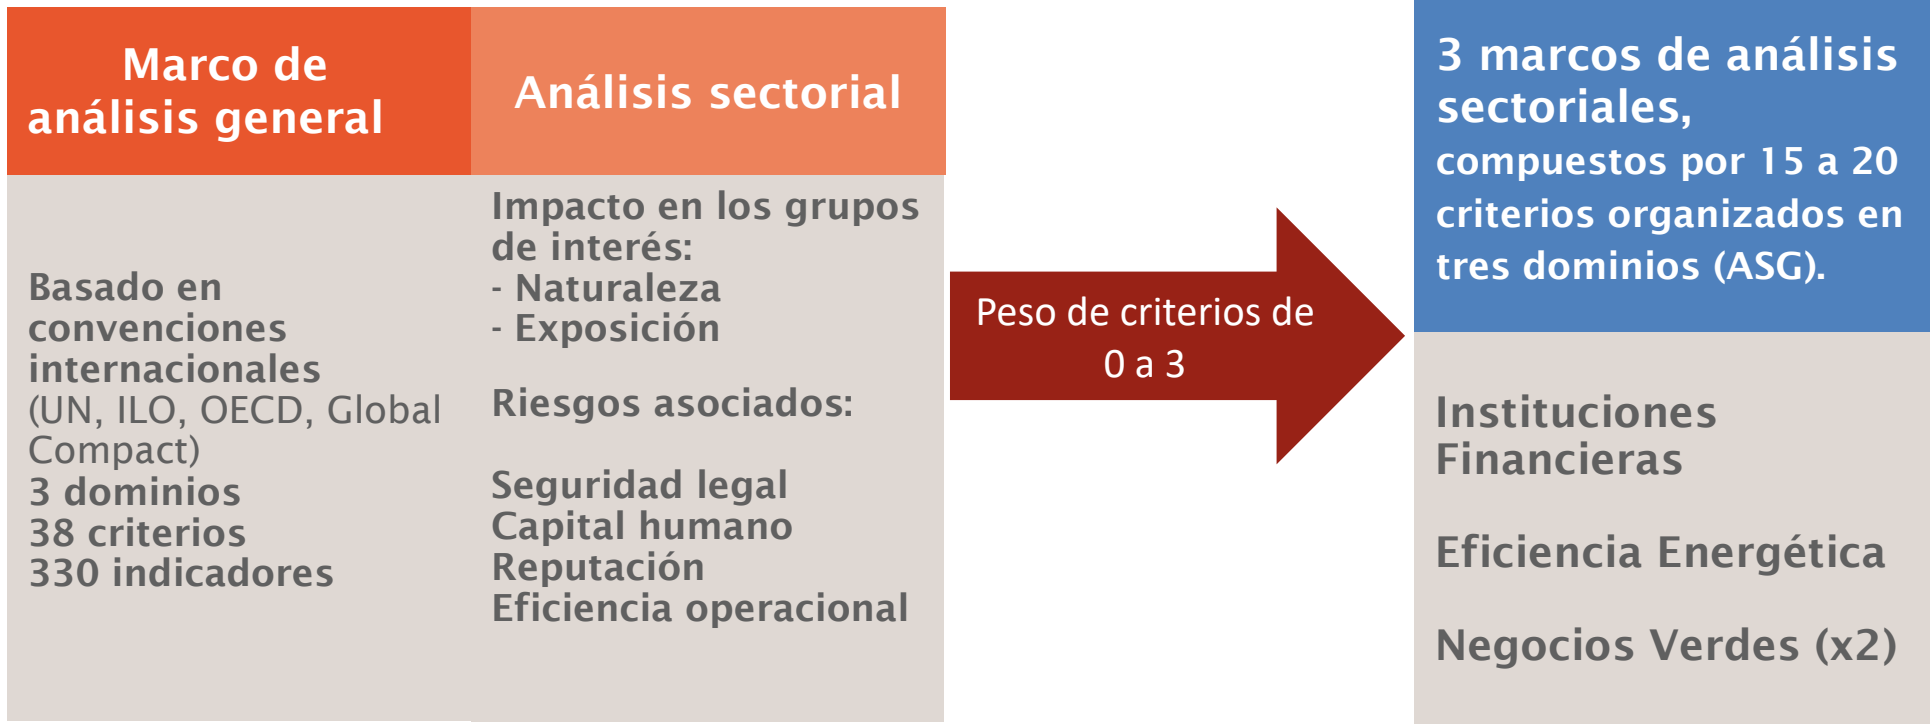 Marco de
análisis general
Análisis sectorial
Basado en
convenciones
internacionales
(UN, ILO, OECD, Global
Compact)
3 dominios
38 criterios
330 indicadores
Impacto en los grupos
de interés:
- Naturaleza
- Exposición
Riesgos asociados:
Seguridad legal
Capital humano
Reputación
Eficiencia operacional
Peso de criterios de
0 a 3
3 marcos de análisis
sectoriales,
compuestos por 15 a 20
criterios organizados en
tres dominios (ASG).
Instituciones
Financieras
Eficiencia Energética
Negocios Verdes (x2)